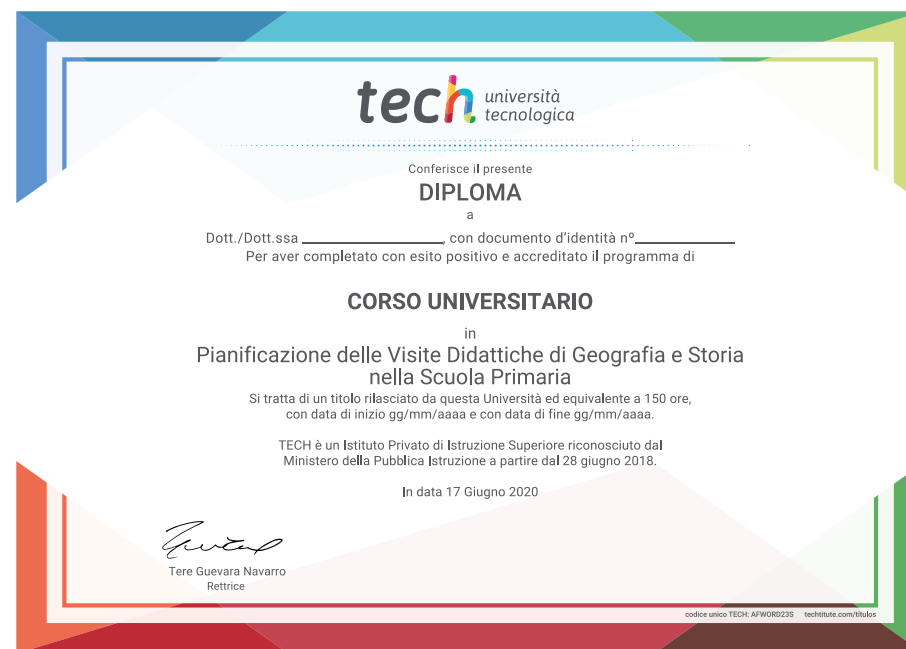 tech università
tecnologica
Conferisce il presente
DIPLOMA
a
Dott./Dott.ssa ____________________, con documento d'identità nº______________
Per aver completato con esito positivo e accreditato il programma di
CORSO UNIVERSITARIO
in
Pianificazione delle Visite Didattiche di Geografia e Storia
nella Scuola Primaria
Si tratta di un titolo rilasciato da questa Università ed equivalente a 150 ore,
con data di inizio gg/mm/aaaa e con data di fine gg/mm/aaaa.
TECH è un Istituto Privato di Istruzione Superiore riconosciuto dal
Ministero della Pubblica Istruzione a partire dal 28 giugno 2018.
In data 17 Giugno 2020
Tere Guevara Navarro
Rettrice
codice unico TECH: AFWORD23S techtitute.com/titulos